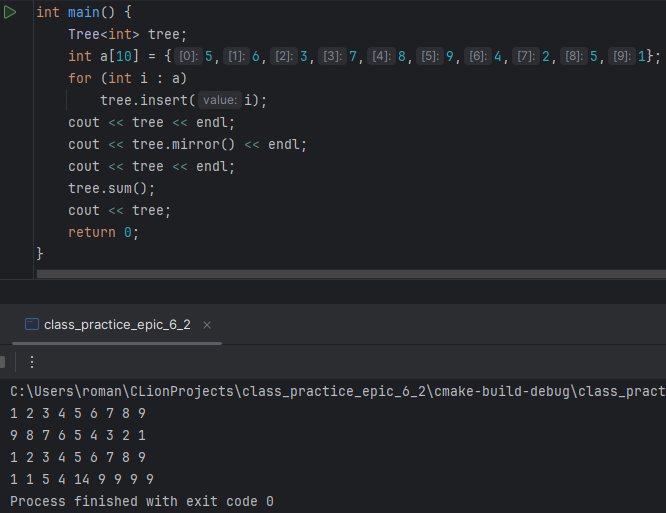 int main() {
    Tree<int> tree;
    int a[10] = {[0]:5,[1]:6,[2]:3,[3]:7,[4]:8,[5]:9,[6]:4,[7]:2,[8]:5,[9]:1};
    for (int i : a)
        tree.insert(value:i);
    cout << tree << endl;
    cout << tree.mirror() << endl;
    cout << tree << endl;
    tree.sum();
    cout << tree;
    return 0;
}
class_practice_epic_6_2 ×
C:\Users\roman\CLionProjects\class_practice_epic_6_2\cmake-build-debug\class_pract
1 2 3 4 5 6 7 8 9
9 8 7 6 5 4 3 2 1
1 2 3 4 5 6 7 8 9
1 1 5 4 14 9 9 9 9
Process finished with exit code 0